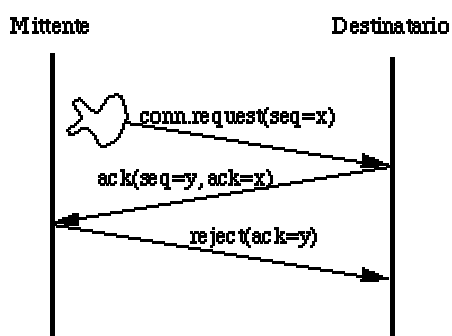 Mittente
Destinatario
conn.request(seq=x)
ack(seq=y, ack=x)
reject(ack=y)